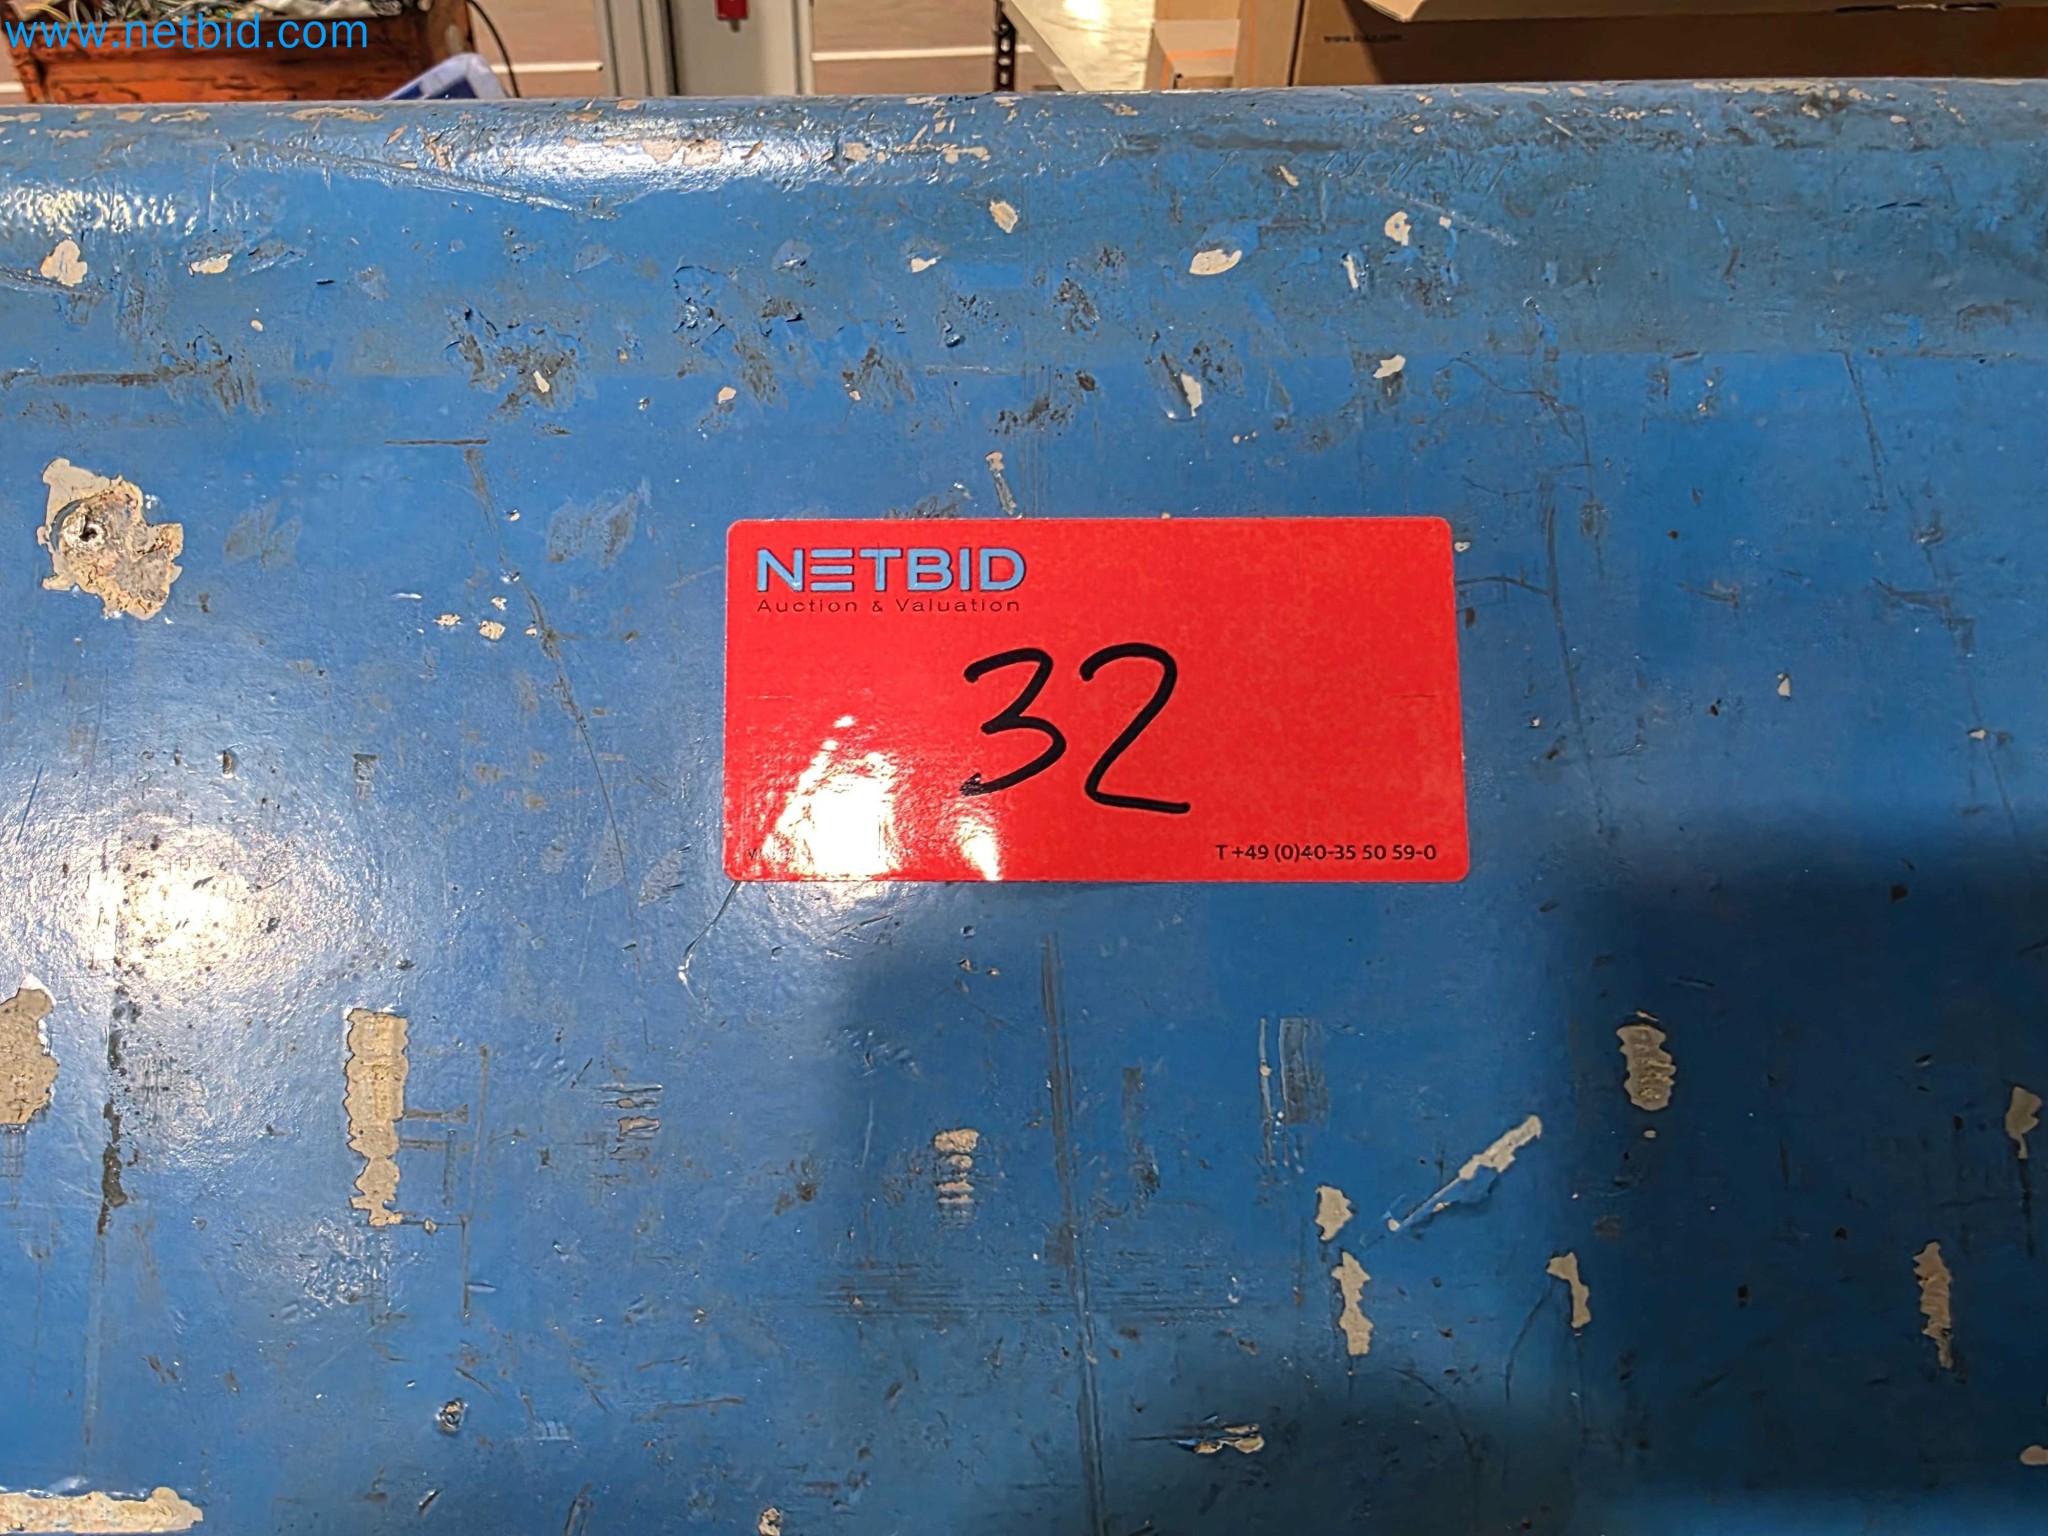 www.netbid.com
NETBID
Auction & Valuation
32
T +49 (0)40-35 50 59-0